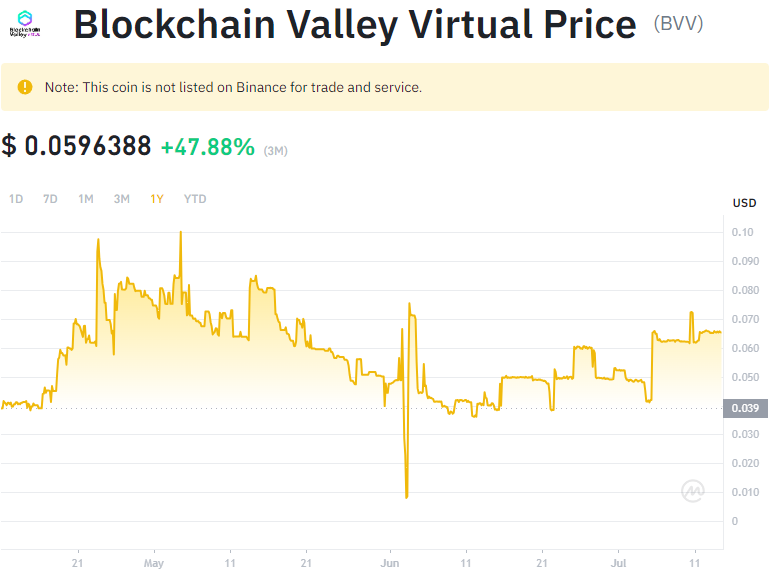 Blockchain
Valley VIRTUAL
Blockchain Valley Virtual Price (BVV)
Note: This coin is not listed on Binance for trade and service.
$ 0.0596388 +47.88% (3M)
1D 7D 1M 3M 1Y YTD
USD
0.10
0.090
0.080
0.070
0.060
0.050
0.039
0.030
0.020
0.010
0
21 May 11 21 Jun 11 21 Jul 11